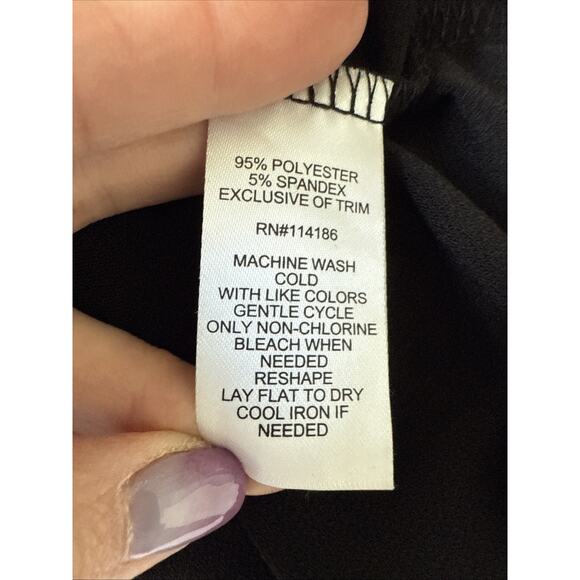 95% POLYESTER
5% SPANDEX
EXCLUSIVE OF TRIM
RN#114186
MACHINE WASH
COLD
WITH LIKE COLORS
GENTLE CYCLE
ONLY NON-CHLORINE
BLEACH WHEN
NEEDED
RESHAPE
LAY FLAT TO DRY
COOL IRON IF
NEEDED